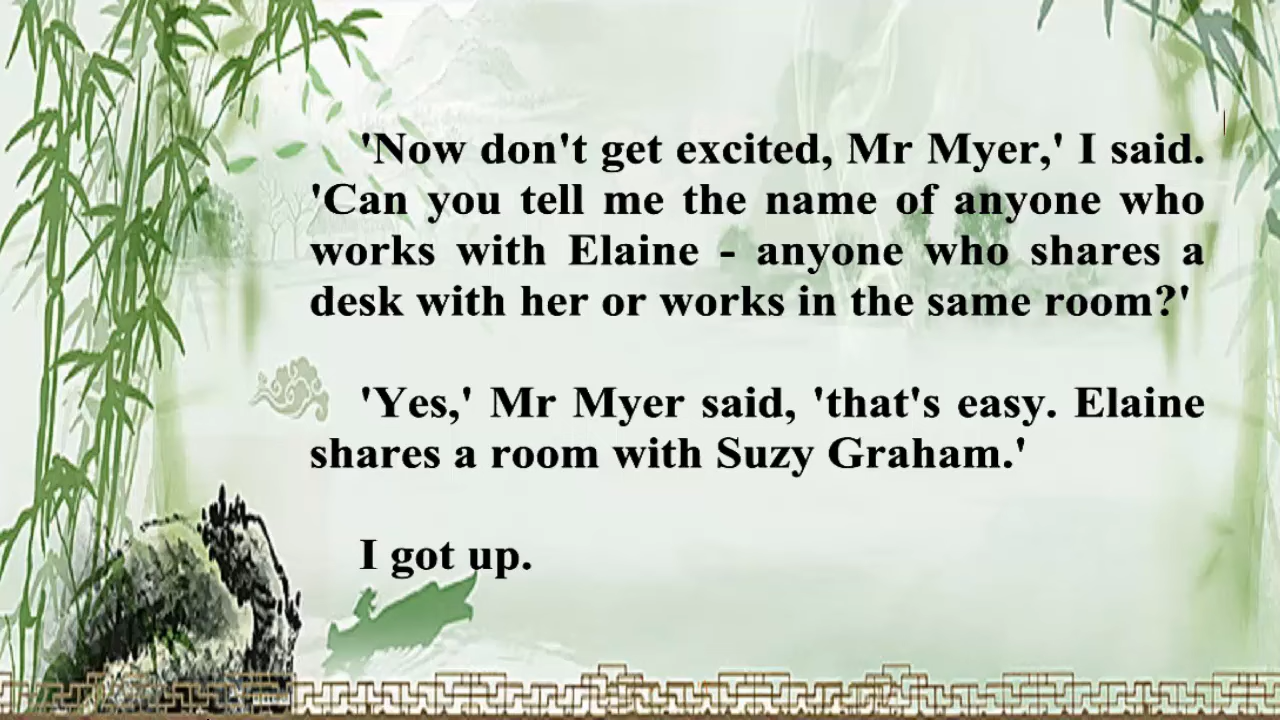 'Now don't get excited, Mr Myer,' I said.
'Can you tell me the name of anyone who
works with Elaine - anyone who shares a
desk with her or works in the same room?'
'Yes,' Mr Myer said, 'that's easy. Elaine
shares a room with Suzy Graham.'
I got up.